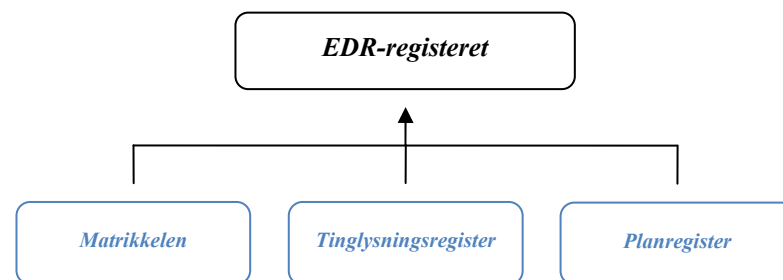 EDR-registeret
Matrikkelen
Tinglysningsregister
Planregister